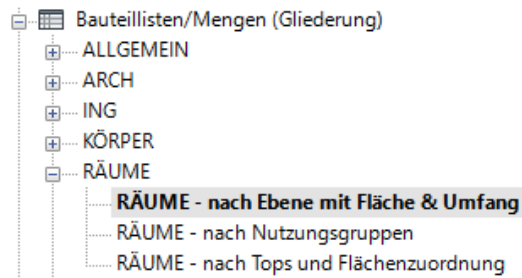 Bauteillisten/Mengen (Gliederung)
ALLGEMEIN
ARCH
ING
KÖRPER
RÄUME
RÄUME - nach Ebene mit Fläche & Umfang
RÄUME - nach Nutzungsgruppen
RÄUME - nach Tops und Flächenzuordnung